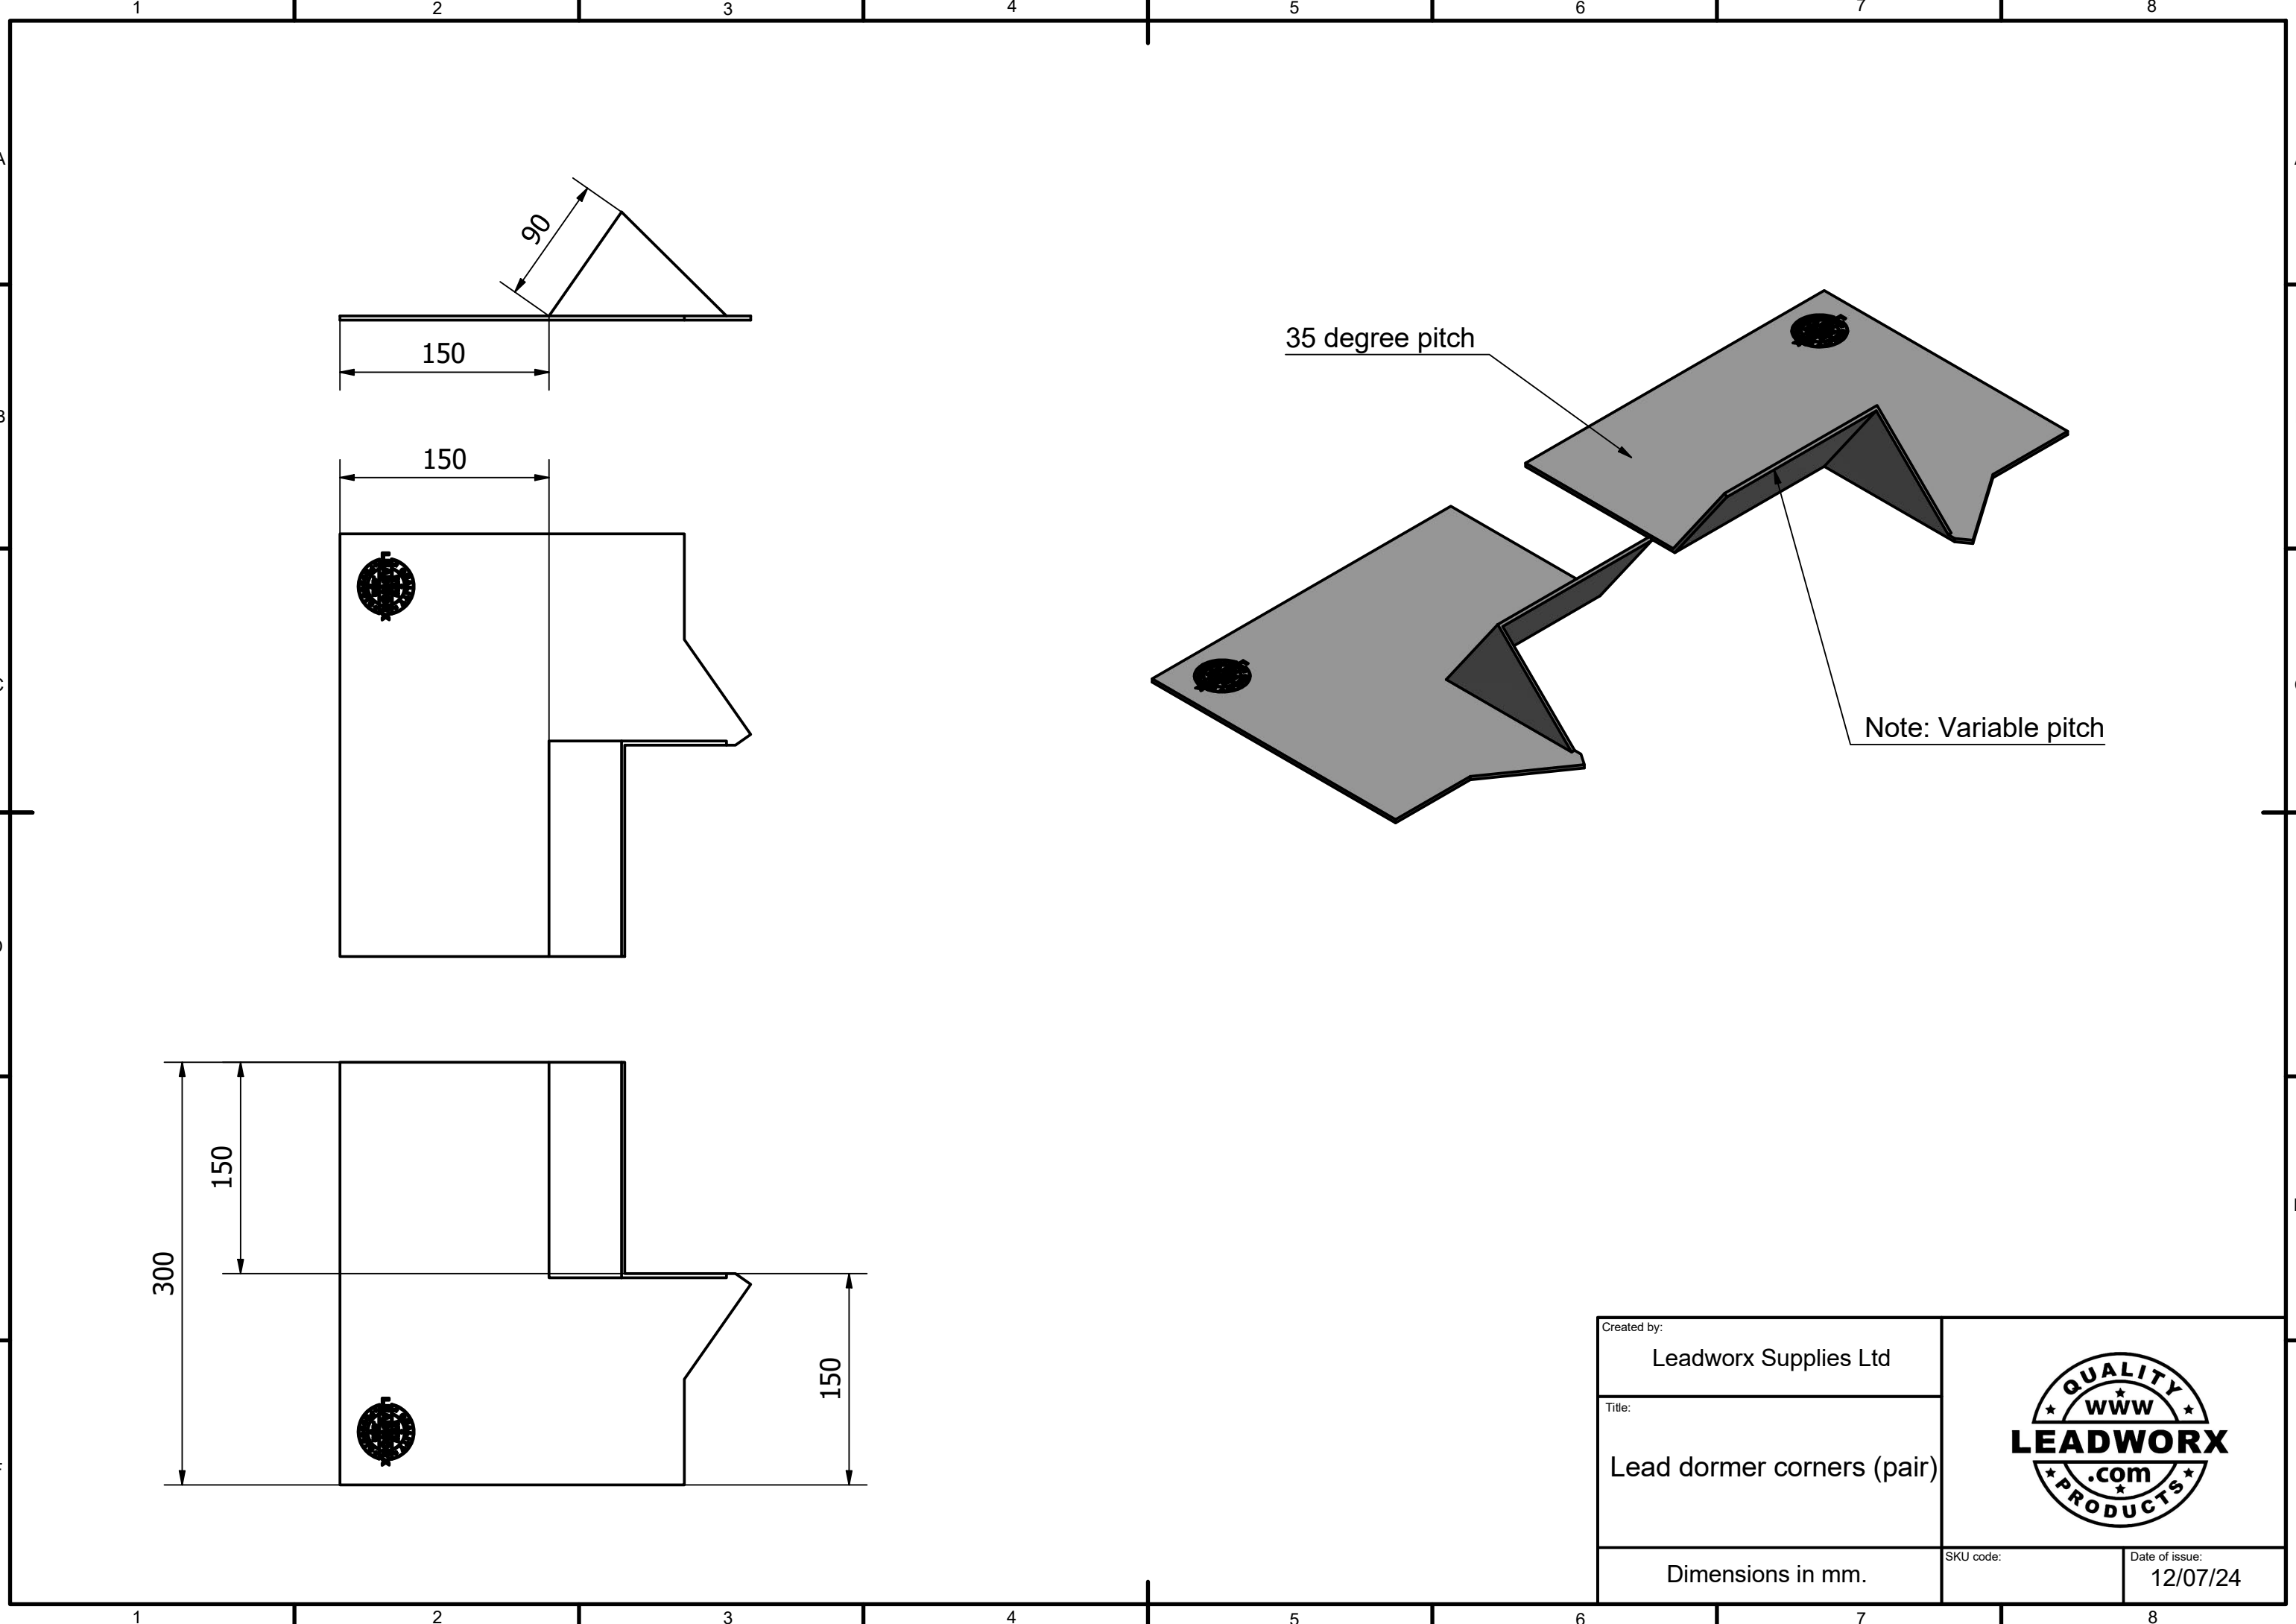 1 2 3 4 5 6 7 8
A
90
150
35 degree pitch
B
150
C
Note: Variable pitch
150
300
150
Created by:
Leadworx Supplies Ltd
Title:
Lead dormer corners (pair)
QUALITY
www
LEADWORX
.com
PRODUCTS
Dimensions in mm.
SKU code:
Date of issue:
12/07/24
1 2 3 4 5 6 7 8